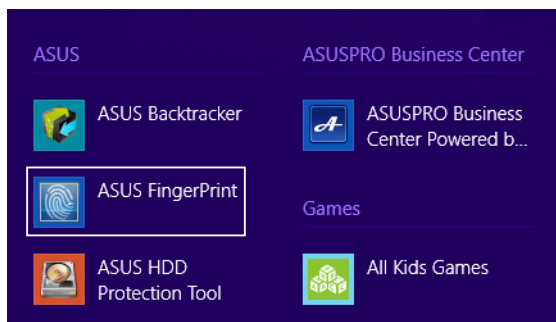 ASUS
ASUS Backtracker
ASUS FingerPrint
ASUS HDD
Protection Tool
ASUSPRO Business Center
ASUSPRO Business
Center Powered b...
Games
All Kids Games